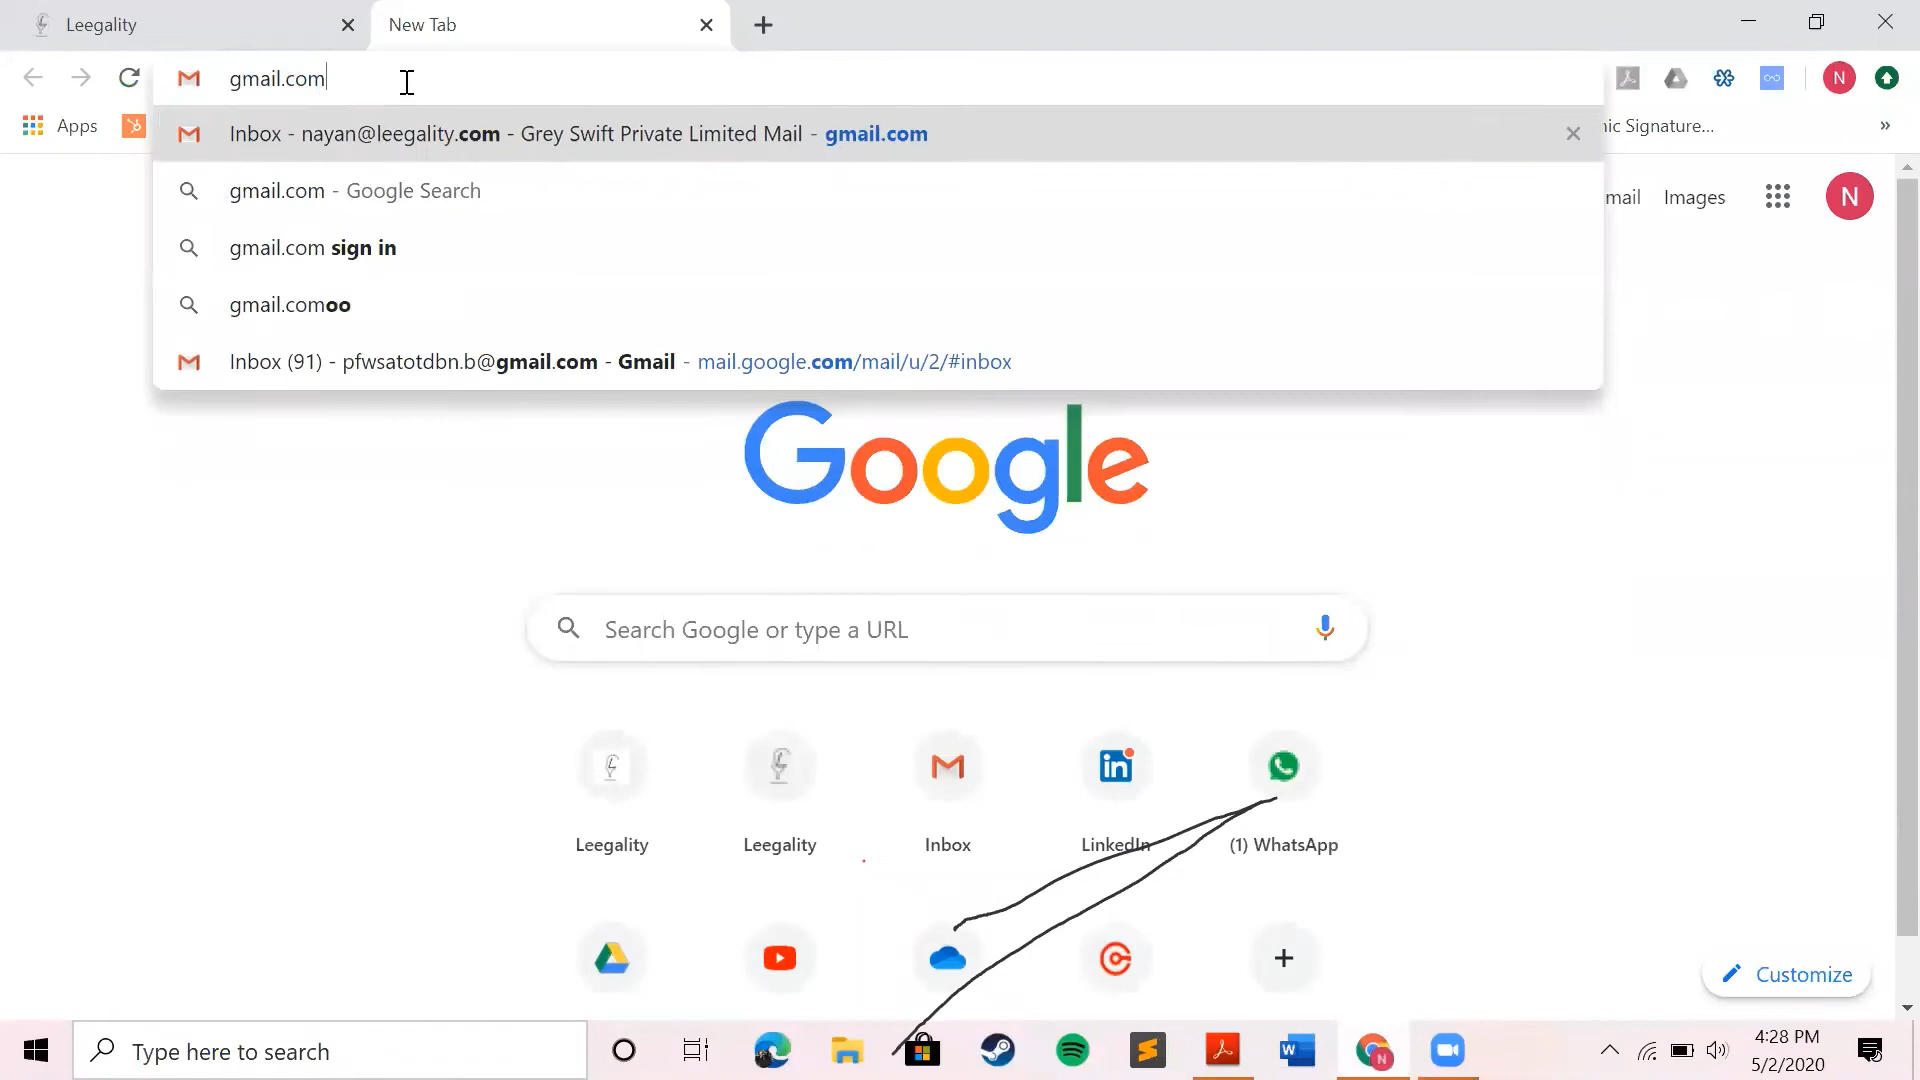 Leegality
New Tab
gmail.com
Apps
nic Signature...
»
Inbox - nayan@leegality.com - Grey Swift Private Limited Mail - gmail.com
gmail.com - Google Search
gmail.com sign in
gmail.comoo
Inbox (91) - pfwsatotdbn.b@gmail.com - Gmail - mail.google.com/mail/u/2/#inbox
mail
Images
N
N
Google
Search Google or type a URL
Leegality
Leegality
Inbox
LinkedIn
(1) WhatsApp
Customize
Type here to search
4:28 PM
5/2/2020